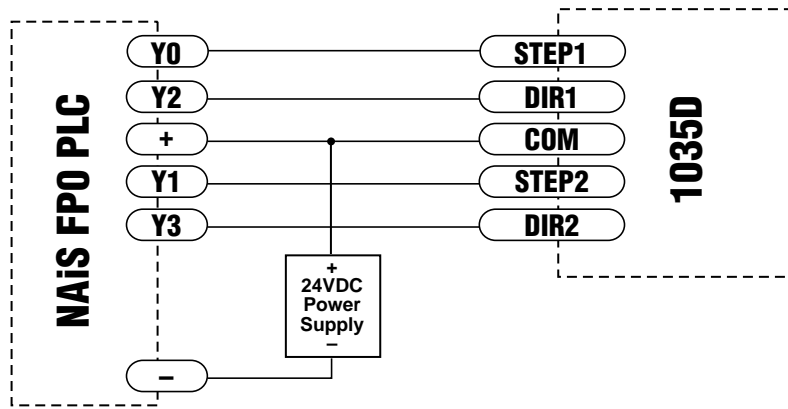 NAiS FP0 PLC
Y0
STEP1
Y2
DIR1
+
COM
Y1
STEP2
Y3
DIR2
1035D
+
24VDC
Power
Supply
–
–